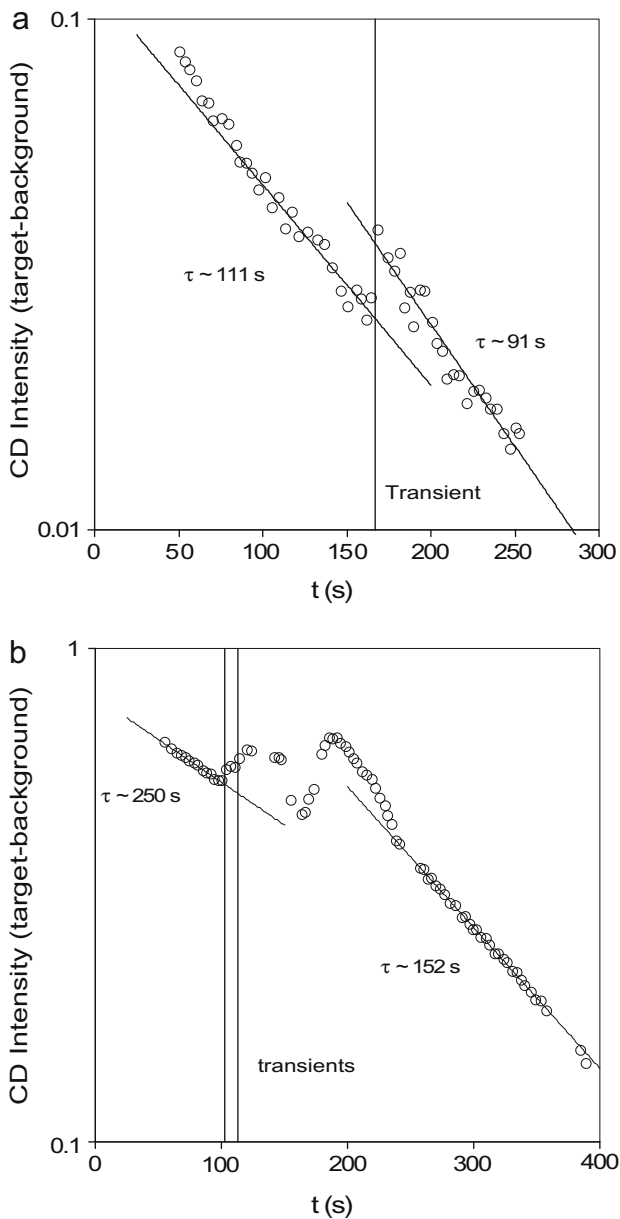 a
0.1
CD Intensity (target-background)
τ ~ 111 s
τ ~ 91 s
Transient
0.01
0 50 100 150 200 250 300
t (s)
b
1
CD Intensity (target-background)
τ ~ 250 s
τ ~ 152 s
transients
0.1
0 100 200 300 400
t (s)